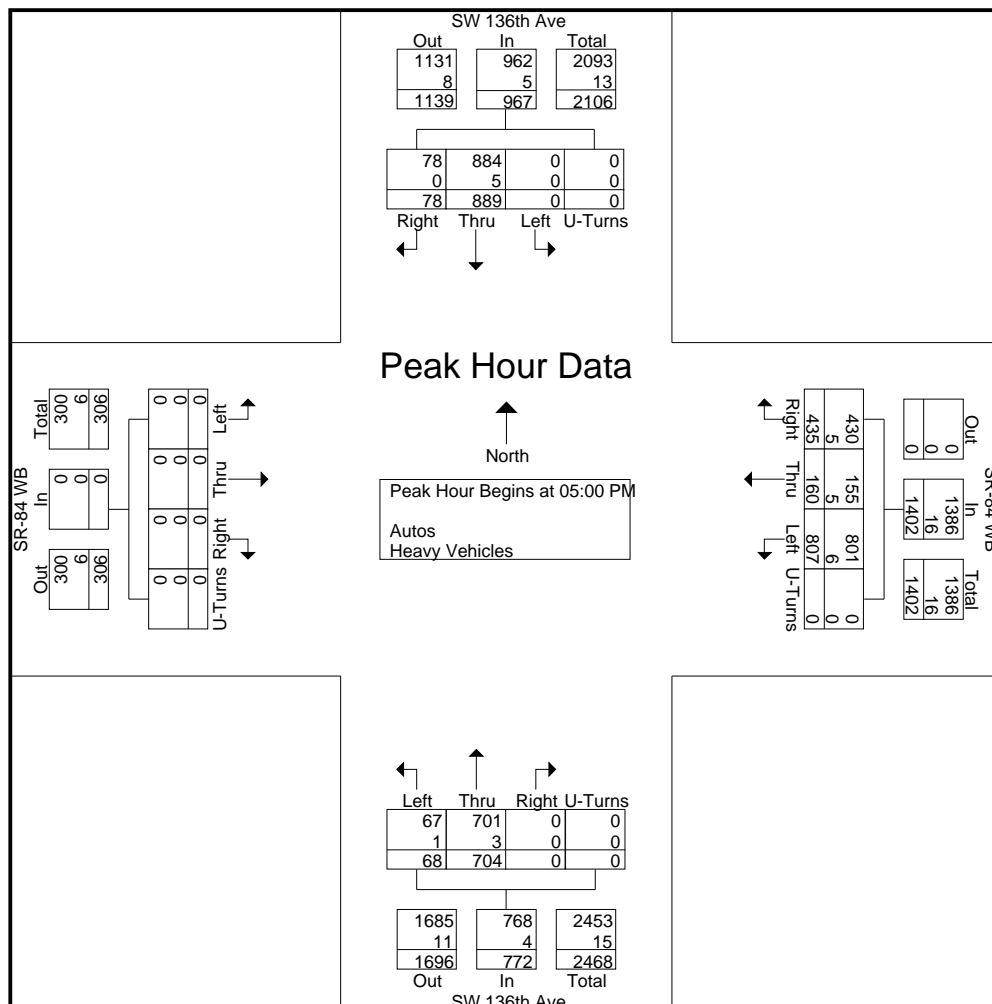 SW 136th Ave
Out In Total
1131 962 2093
8 5 13
1139 967 2106
78 884 0 0
0 5 0 0
78 889 0 0
Right Thru Left U-Turns
Peak Hour Data
North
Peak Hour Begins at 05:00 PM
Autos
Heavy Vehicles
SR-84 WB
Out In Total
300 0 300
6 0 6
306 0 306
0 0 0 0
0 0 0 0
0 0 0 0
U-Turns Right Thru Left
SR-84 WB
Out In Total
0 1386 1386
0 16 16
0 1402 1402
430 155 801 0
5 5 6 0
435 160 807 0
Right Thru Left U-Turns
Left Thru Right U-Turns
67 701 0 0
1 3 0 0
68 704 0 0
1685 768 2453
11 4 15
1696 772 2468
Out In Total
SW 136th Ave